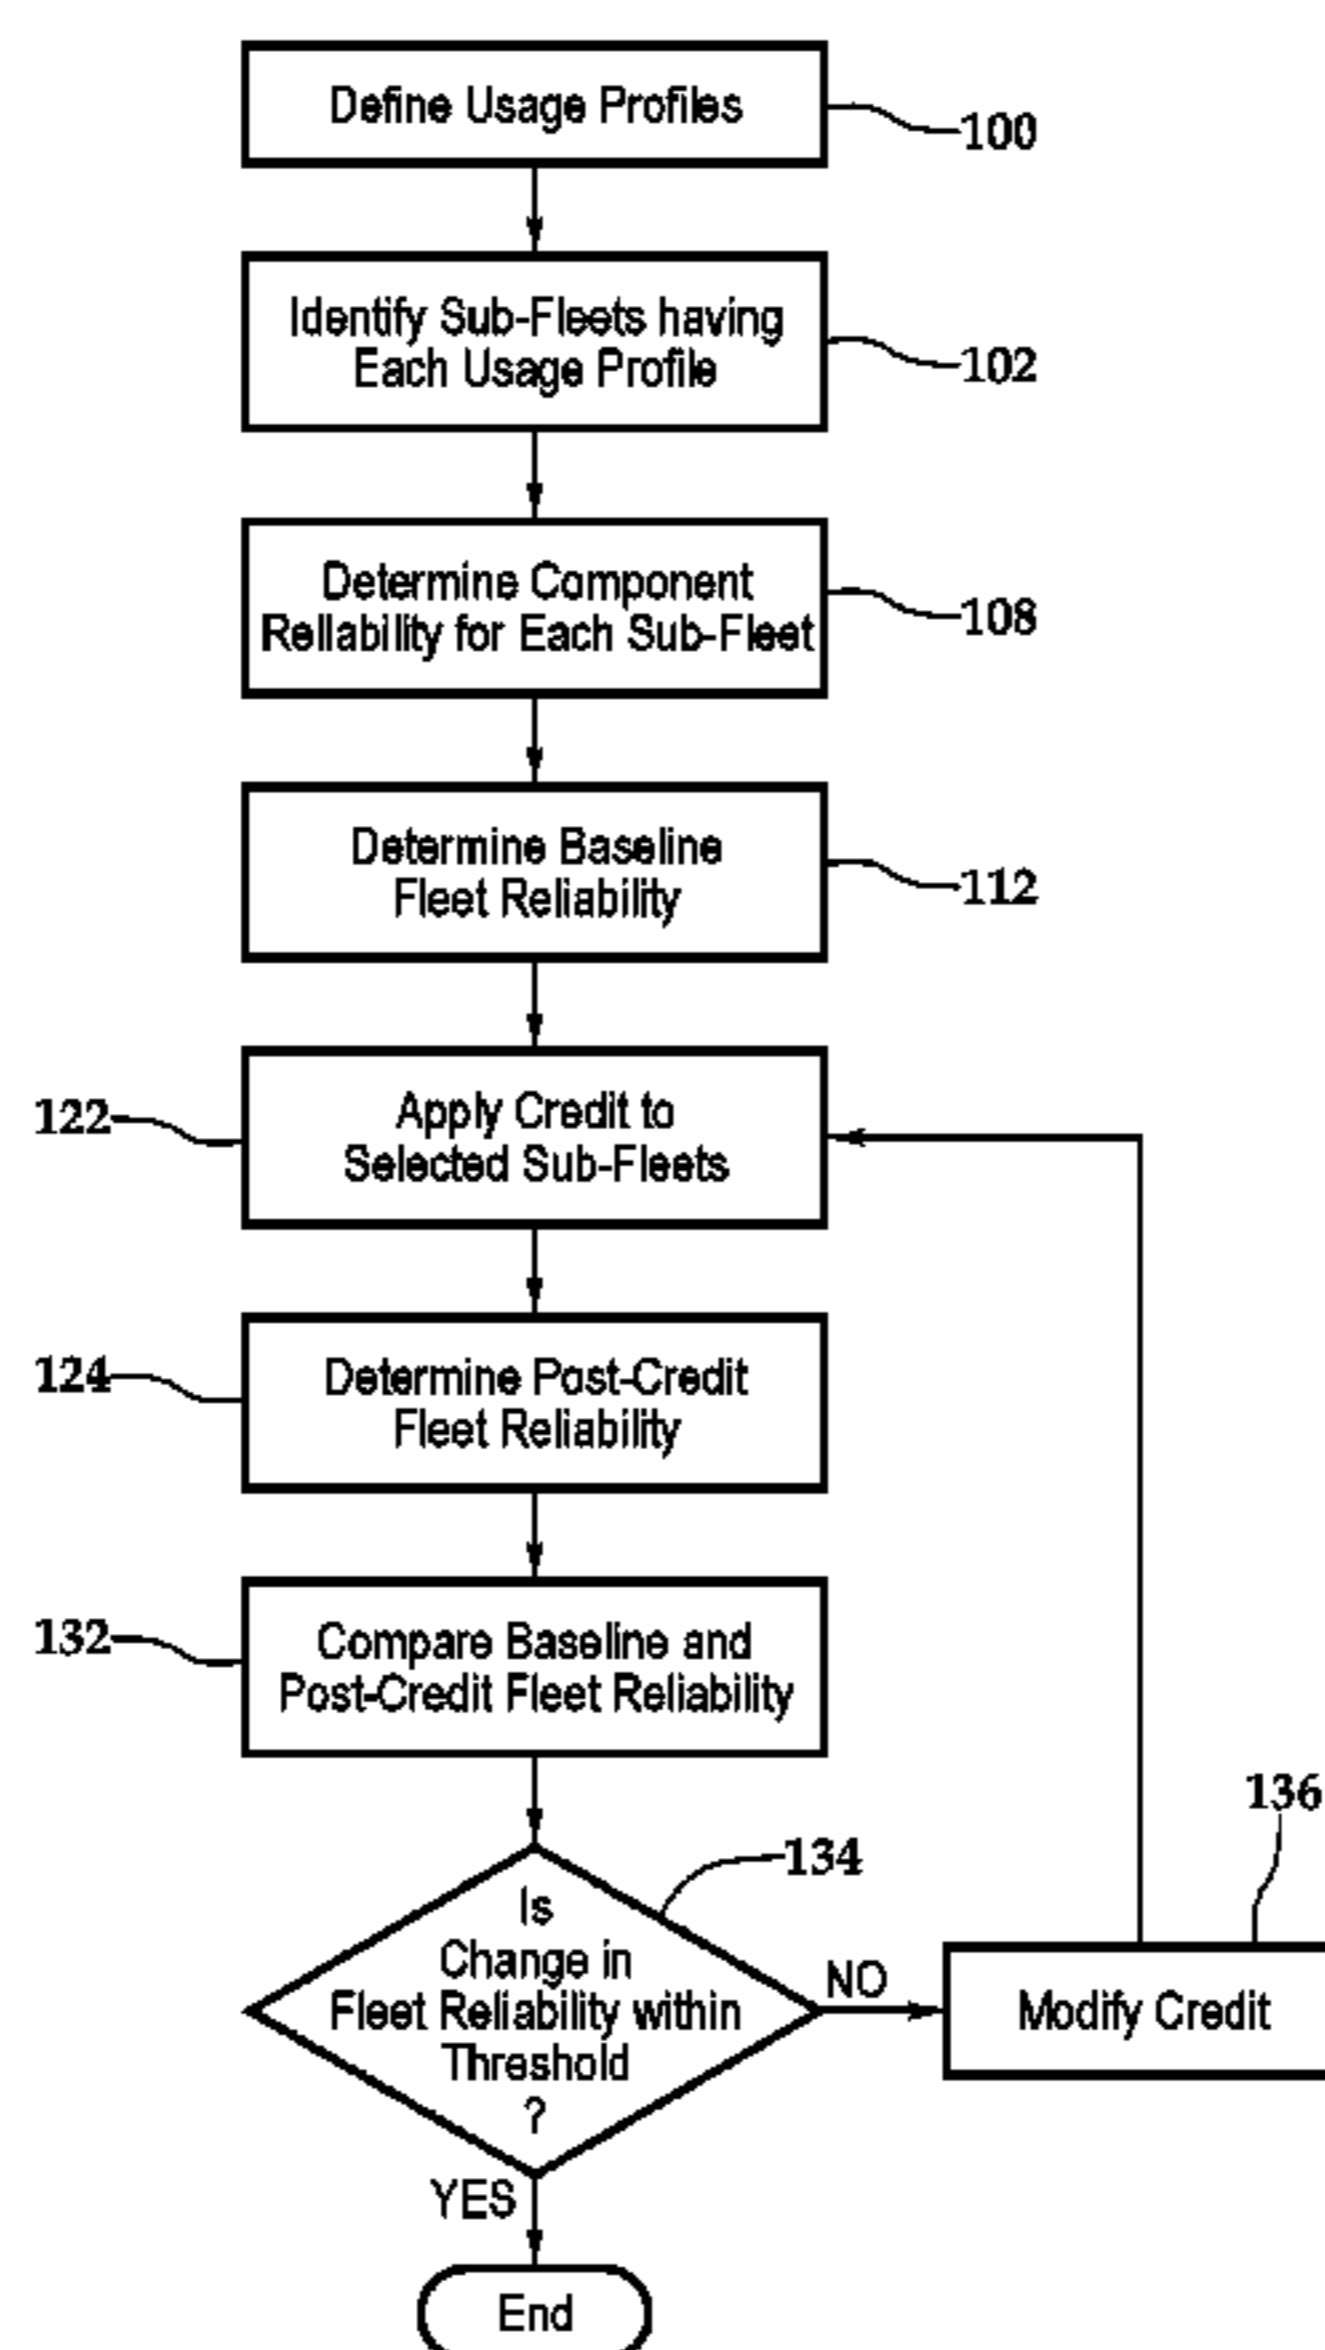 Define Usage Profiles
100
Identify Sub-Fleets having
Each Usage Profile
102
Determine Component
Reliability for Each Sub-Fleet
108
Determine Baseline
Fleet Reliability
112
122
Apply Credit to
Selected Sub-Fleets
124
Determine Post-Credit
Fleet Reliability
132
Compare Baseline and
Post-Credit Fleet Reliability
134
Is
Change in
Fleet Reliability within
Threshold
?
NO
136
Modify Credit
YES
End